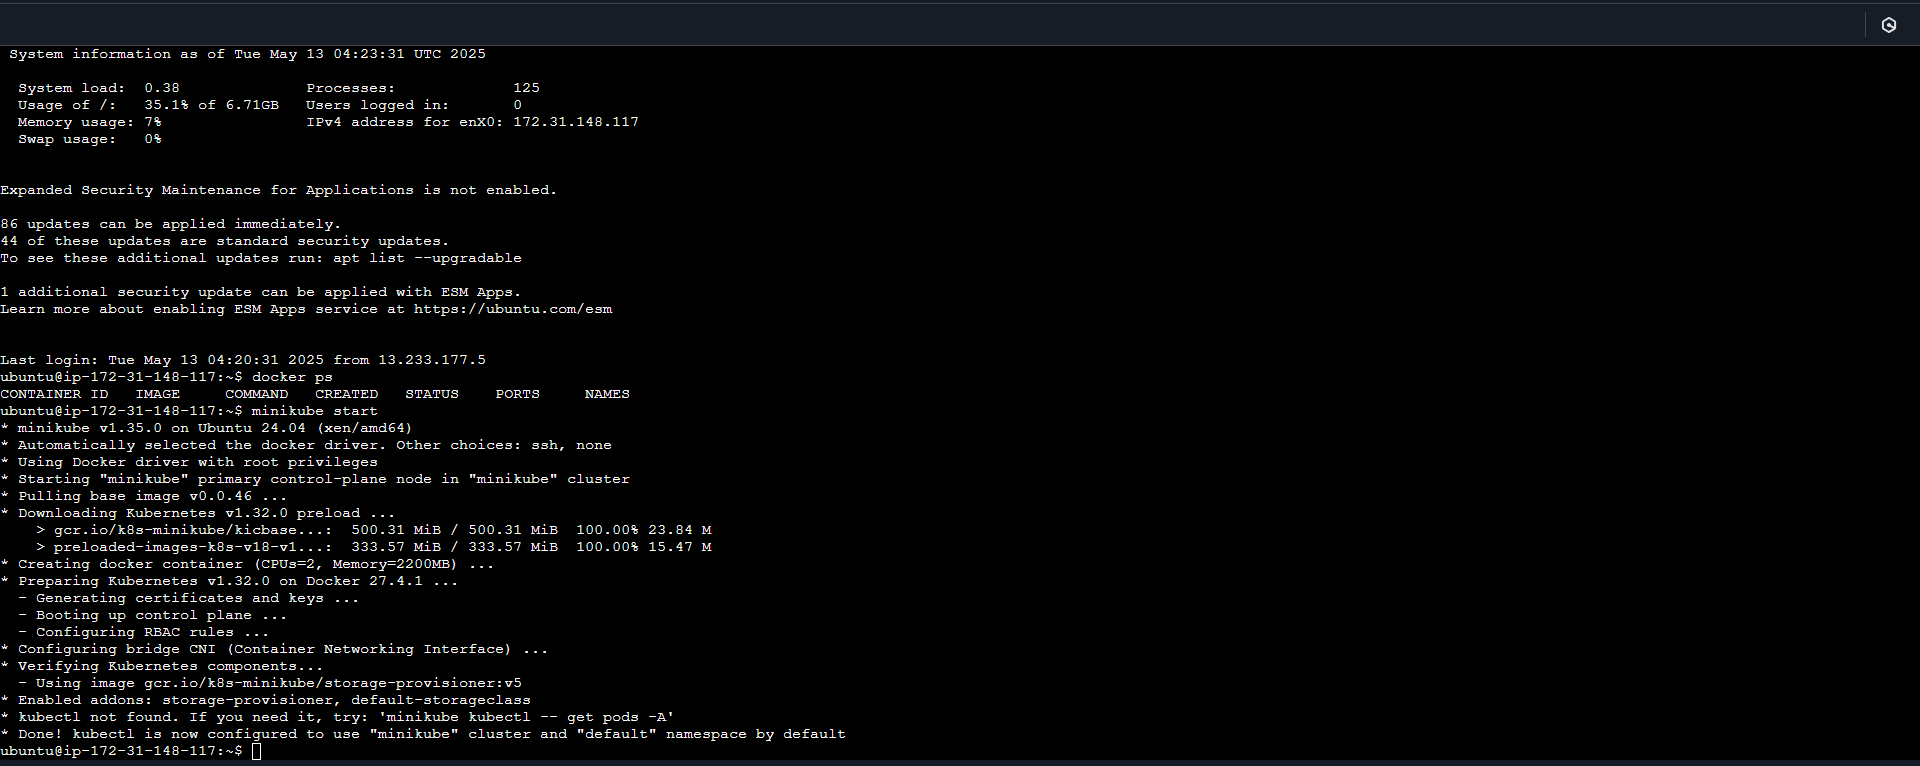 System information as of Tue May 13 04:23:31 UTC 2025
System load:  0.38              Processes:             125
Usage of /:   35.1% of 6.71GB   Users logged in:       0
Memory usage: 7%                IPv4 address for enX0: 172.31.148.117
Swap usage:   0%
Expanded Security Maintenance for Applications is not enabled.
86 updates can be applied immediately.
44 of these updates are standard security updates.
To see these additional updates run: apt list --upgradable
1 additional security update can be applied with ESM Apps.
Learn more about enabling ESM Apps service at https://ubuntu.com/esm
Last login: Tue May 13 04:20:31 2025 from 13.233.177.5
ubuntu@ip-172-31-148-117:~$ docker ps
CONTAINER ID   IMAGE     COMMAND   CREATED   STATUS    PORTS     NAMES
ubuntu@ip-172-31-148-117:~$ minikube start
* minikube v1.35.0 on Ubuntu 24.04 (xen/amd64)
* Automatically selected the docker driver. Other choices: ssh, none
* Using Docker driver with root privileges
* Starting "minikube" primary control-plane node in "minikube" cluster
* Pulling base image v0.0.46 ...
* Downloading Kubernetes v1.32.0 preload ...
    > gcr.io/k8s-minikube/kicbase...:  500.31 MiB / 500.31 MiB  100.00% 23.84 M
    > preloaded-images-k8s-v18-v1...:  333.57 MiB / 333.57 MiB  100.00% 15.47 M
* Creating docker container (CPUs=2, Memory=2200MB) ...
* Preparing Kubernetes v1.32.0 on Docker 27.4.1 ...
  - Generating certificates and keys ...
  - Booting up control plane ...
  - Configuring RBAC rules ...
* Configuring bridge CNI (Container Networking Interface) ...
* Verifying Kubernetes components...
  - Using image gcr.io/k8s-minikube/storage-provisioner:v5
* Enabled addons: storage-provisioner, default-storageclass
* kubectl not found. If you need it, try: 'minikube kubectl -- get pods -A'
* Done! kubectl is now configured to use "minikube" cluster and "default" namespace by default
ubuntu@ip-172-31-148-117:~$